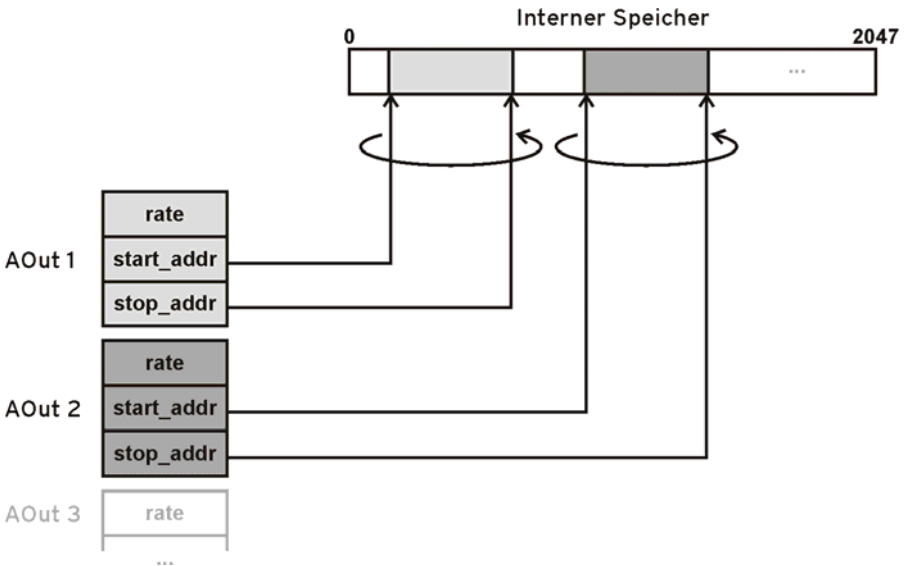 Interner Speicher
0 2047
...
rate
AOut 1 start_addr
stop_addr
rate
AOut 2 start_addr
stop_addr
AOut 3 rate
...